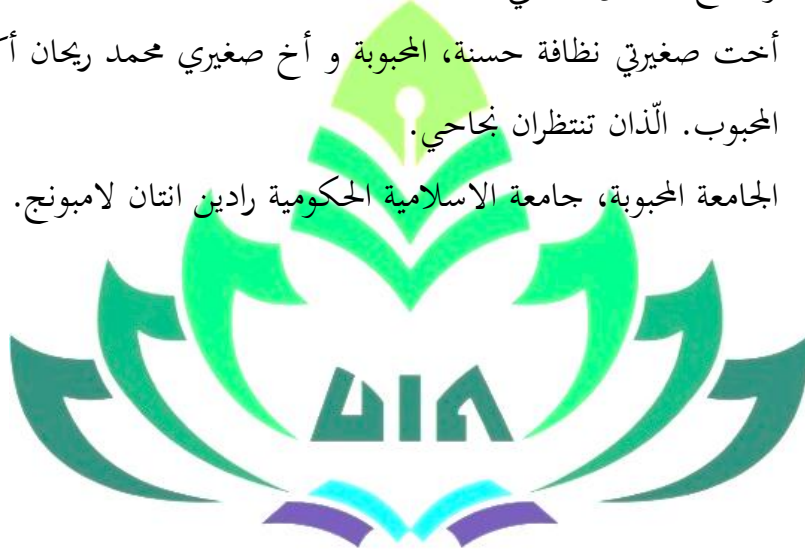 أخت صغيرتي نظافة حسنة، المحبوبة و أخ صغيري محمد ريحان
المحبوب. الّذان تنتظران نجاحي.
الجامعة المحبوبة، جامعة الاسلامية الحكومية رادين انتان لامبونج.
UIN